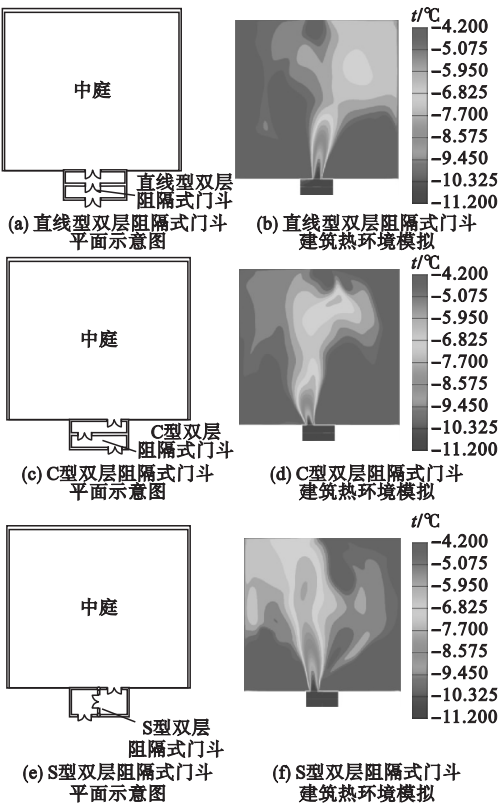 中庭
直线型双层
阻隔式门斗
(a) 直线型双层阻隔式门斗
平面示意图
t/℃
−4.200
−5.075
−5.950
−6.825
−7.700
−8.575
−9.450
−10.325
−11.200
(b) 直线型双层阻隔式门斗
建筑热环境模拟
中庭
C型双层
阻隔式门斗
(c) C型双层阻隔式门斗
平面示意图
t/℃
−4.200
−5.075
−5.950
−6.825
−7.700
−8.575
−9.450
−10.325
−11.200
(d) C型双层阻隔式门斗
建筑热环境模拟
中庭
S型双层
阻隔式门斗
(e) S型双层阻隔式门斗
平面示意图
t/℃
−4.200
−5.075
−5.950
−6.825
−7.700
−8.575
−9.450
−10.325
−11.200
(f) S型双层阻隔式门斗
建筑热环境模拟